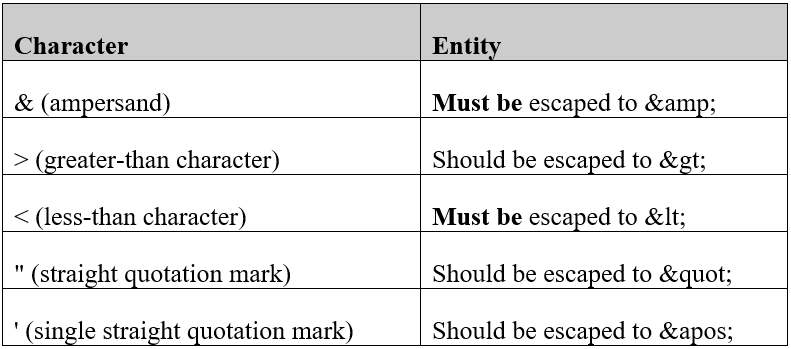 Character Entity
& (ampersand) Must be escaped to &amp;
> (greater-than character) Should be escaped to &gt;
< (less-than character) Must be escaped to &lt;
" (straight quotation mark) Should be escaped to &quot;
' (single straight quotation mark) Should be escaped to &apos;